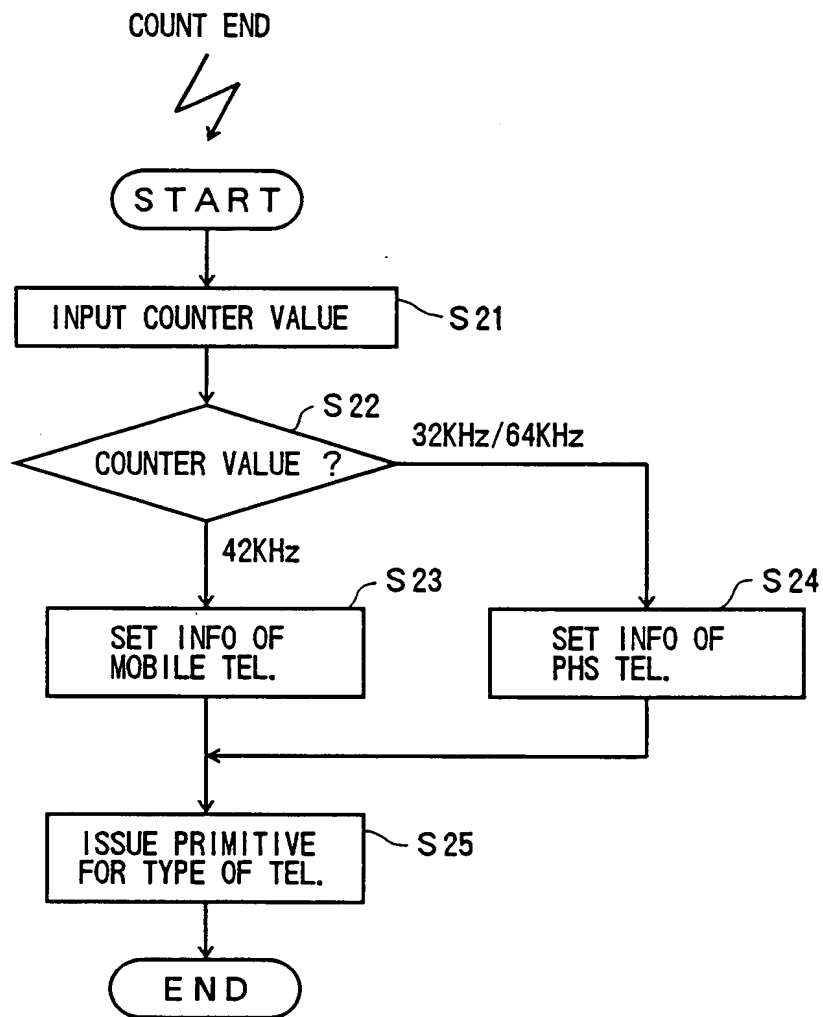 COUNT END
START
INPUT COUNTER VALUE
S21
S22
32KHz/64KHz
COUNTER VALUE ?
42KHz
S23
S24
SET INFO OF
MOBILE TEL.
SET INFO OF
PHS TEL.
ISSUE PRIMITIVE
FOR TYPE OF TEL.
S25
END